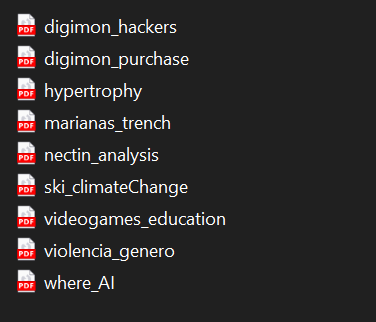 PDF digimon_hackers
PDF digimon_purchase
PDF hypertrophy
PDF marianas_trench
PDF nectin_analysis
PDF ski_climateChange
PDF videogames_education
PDF violencia_genero
PDF where_AI